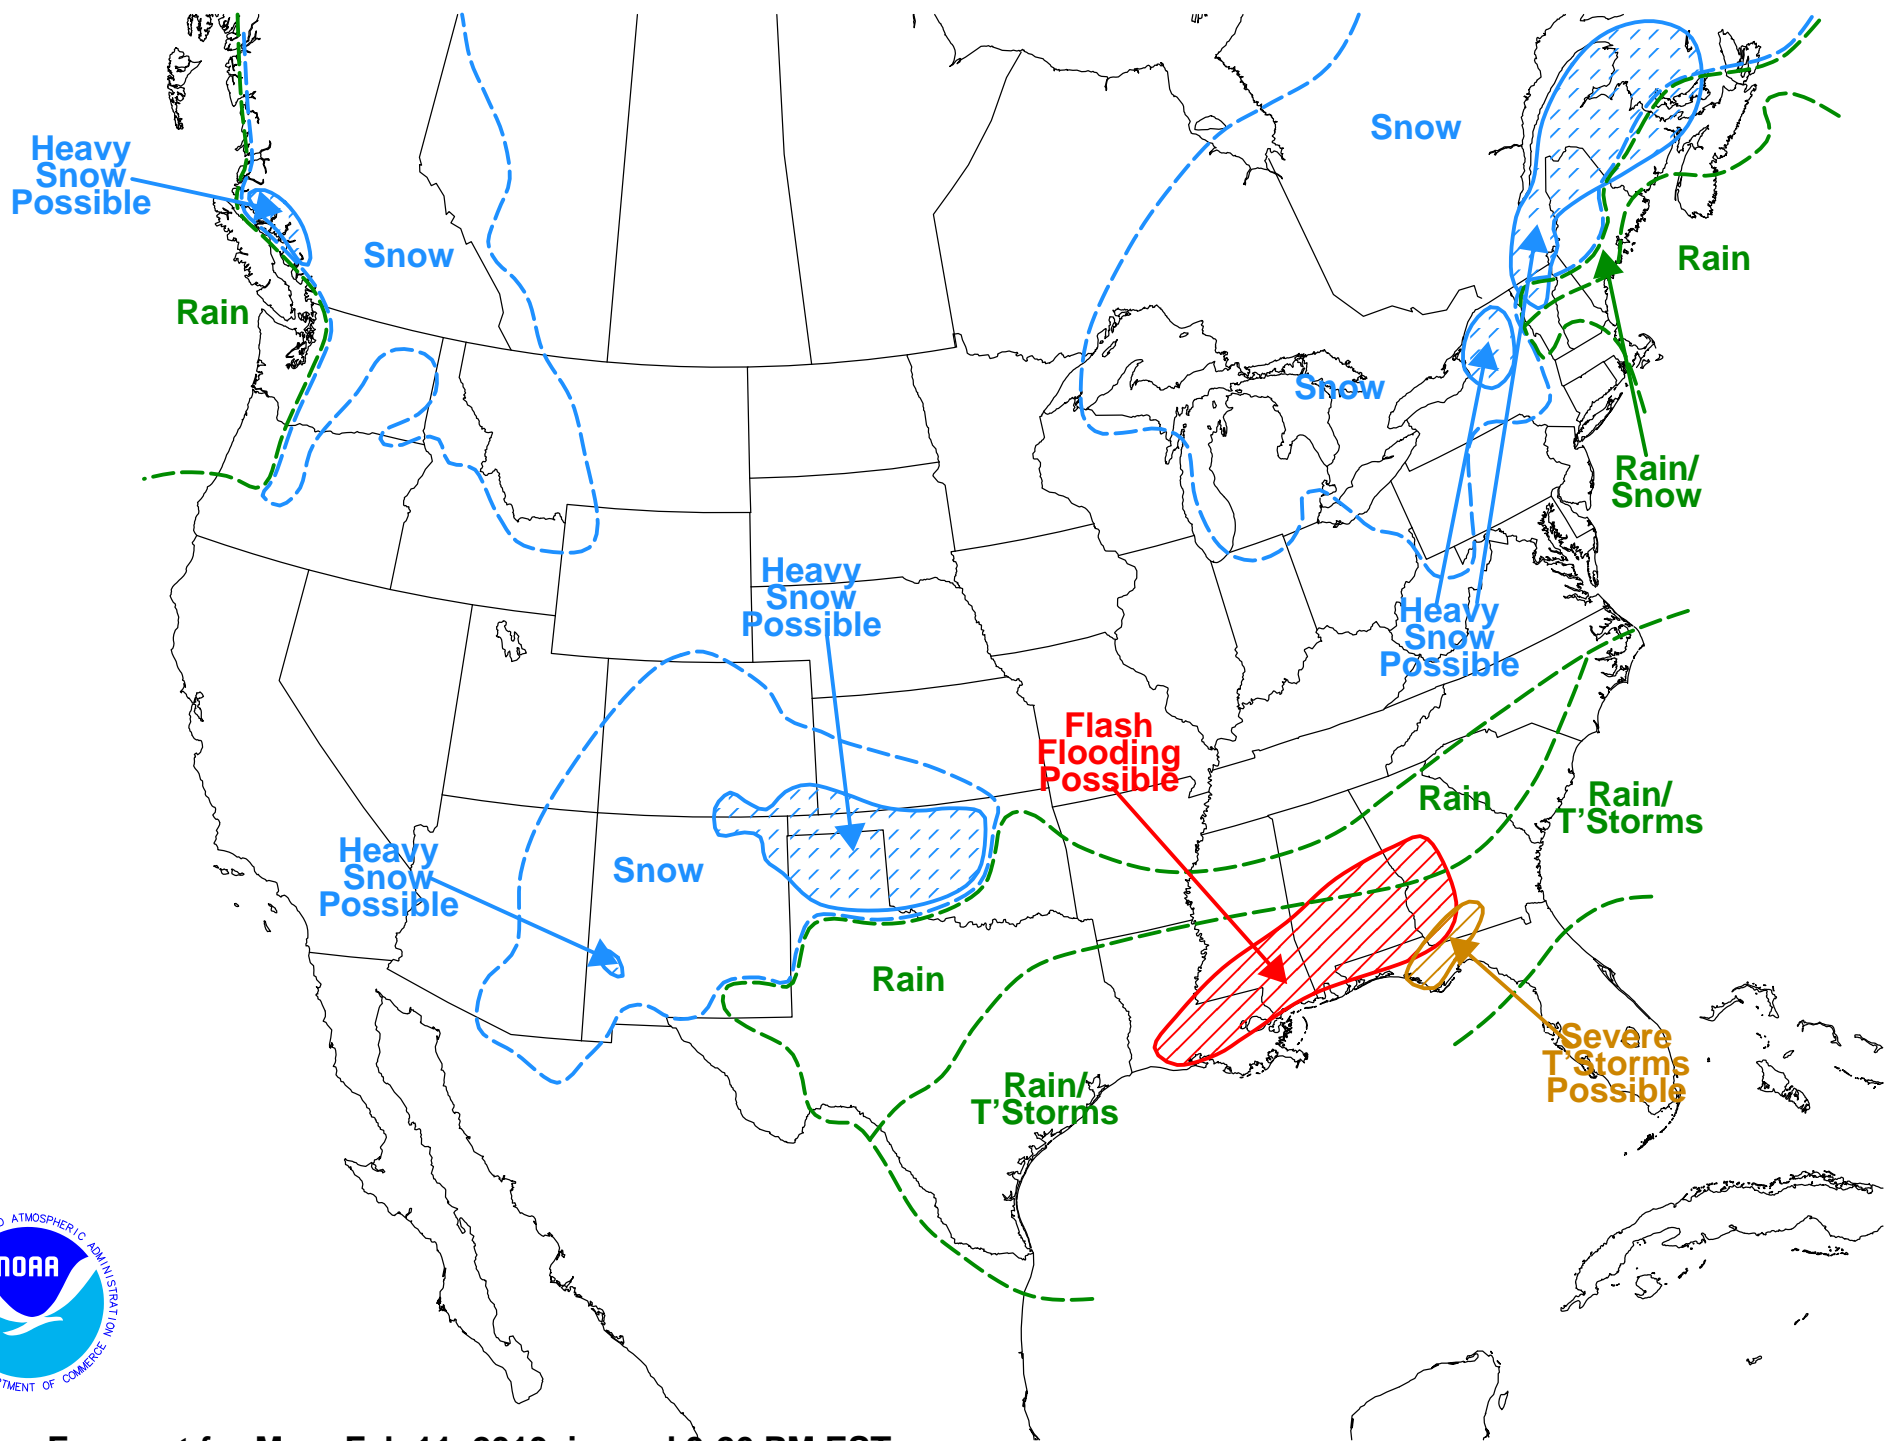 Heavy
Snow
Possible
Snow
Rain
Snow
Snow
Rain
Rain/
Snow
Heavy
Snow
Possible
Heavy
Snow
Possible
Flash
Flooding
Possible
Rain
Rain/
T'Storms
Heavy
Snow
Possible
Snow
Rain
Rain/
T'Storms
Severe
T'Storms
Possible
ATMOSPHERIC ADMINISTRATION
NOAA
OF COMMERCE